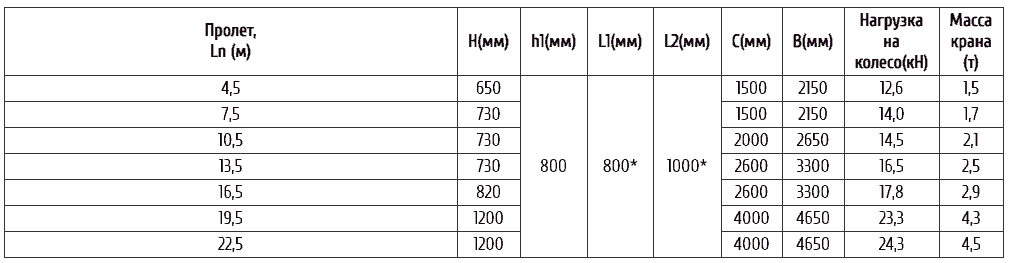 Пролет, Ln (м) H(мм) h1(мм) L1(мм) L2(мм) C(мм) B(мм) Нагрузка на колесо(кН) Масса крана (т)
4,5 650 800 800* 1000* 1500 2150 12,6 1,5
7,5 730 1500 2150 14,0 1,7
10,5 730 2000 2650 14,5 2,1
13,5 730 2600 3300 16,5 2,5
16,5 820 2600 3300 17,8 2,9
19,5 1200 4000 4650 23,3 4,3
22,5 1200 4000 4650 24,3 4,5